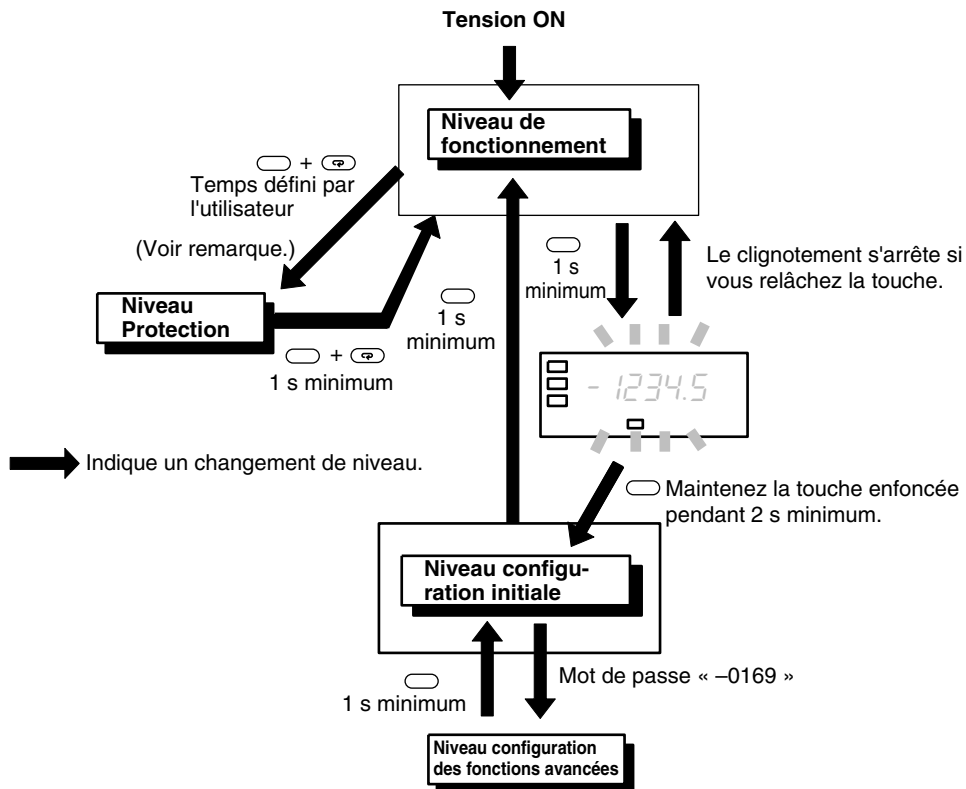 Tension ON
Niveau de
fonctionnement
+
Temps défini par
l'utilisateur
(Voir remarque.)
Niveau
Protection
+
1 s minimum
1 s
minimum
1 s
minimum
Le clignotement s'arrête si
vous relâchez la touche.
- 1234.5
Indique un changement de niveau.
Maintenez la touche enfoncée
pendant 2 s minimum.
Niveau configu-
ration initiale
1 s minimum
Mot de passe « –0169 »
Niveau configuration
des fonctions avancées